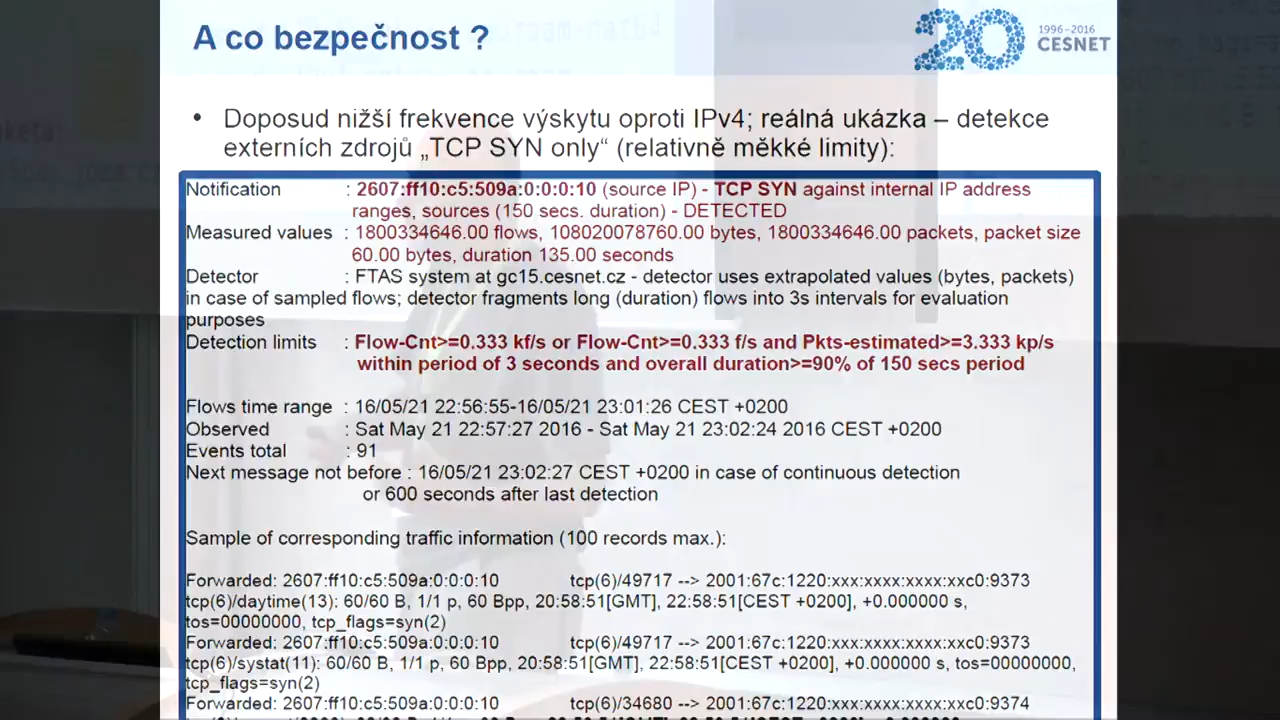 A co bezpečnost ?
1996–2016
20 CESNET
• Doposud nižší frekvence výskytu oproti IPv4; reálná ukázka – detekce
externích zdrojů „TCP SYN only“ (relativně měkké limity):
Notification : 2607:ff10:c5:509a:0:0:0:10 (source IP) - TCP SYN against internal IP address
ranges, sources (150 secs. duration) - DETECTED
Measured values : 1800334646.00 flows, 108020078760.00 bytes, 1800334646.00 packets, packet size
60.00 bytes, duration 135.00 seconds
Detector : FTAS system at gc15.cesnet.cz - detector uses extrapolated values (bytes, packets)
in case of sampled flows; detector fragments long (duration) flows into 3s intervals for evaluation
purposes
Detection limits : Flow-Cnt>=0.333 kf/s or Flow-Cnt>=0.333 f/s and Pkts-estimated>=3.333 kp/s
within period of 3 seconds and overall duration>=90% of 150 secs period
Flows time range : 16/05/21 22:56:55-16/05/21 23:01:26 CEST +0200
Observed : Sat May 21 22:57:27 2016 - Sat May 21 23:02:24 2016 CEST +0200
Events total : 91
Next message not before : 16/05/21 23:02:27 CEST +0200 in case of continuous detection
or 600 seconds after last detection
Sample of corresponding traffic information (100 records max.):
Forwarded: 2607:ff10:c5:509a:0:0:0:10 tcp(6)/49717 --> 2001:67c:1220:xxx:xxxx:xxxx:xxc0:9373
tcp(6)/daytime(13): 60/60 B, 1/1 p, 60 Bpp, 20:58:51[GMT], 22:58:51[CEST +0200], +0.000000 s,
tos=00000000, tcp_flags=syn(2)
Forwarded: 2607:ff10:c5:509a:0:0:0:10 tcp(6)/49717 --> 2001:67c:1220:xxx:xxxx:xxxx:xxc0:9373
tcp(6)/systat(11): 60/60 B, 1/1 p, 60 Bpp, 20:58:51[GMT], 22:58:51[CEST +0200], +0.000000 s, tos=00000000,
tcp_flags=syn(2)
Forwarded: 2607:ff10:c5:509a:0:0:0:10 tcp(6)/34680 --> 2001:67c:1220:xxx:xxxx:xxxx:xxc0:9374